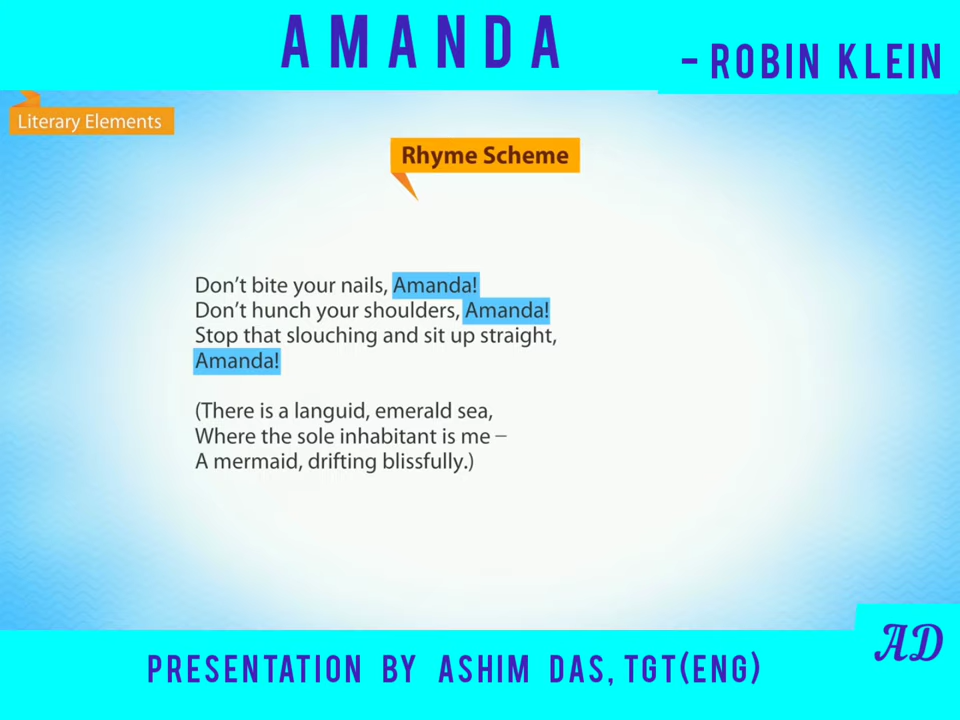 AMANDA
- ROBIN KLEIN
Literary Elements
Rhyme Scheme
Don't bite your nails, Amanda!
Don't hunch your shoulders, Amanda!
Stop that slouching and sit up straight,
Amanda!
(There is a languid, emerald sea,
Where the sole inhabitant is me –
A mermaid, drifting blissfully.)
AD
PRESENTATION BY ASHIM DAS, TGT(ENG)